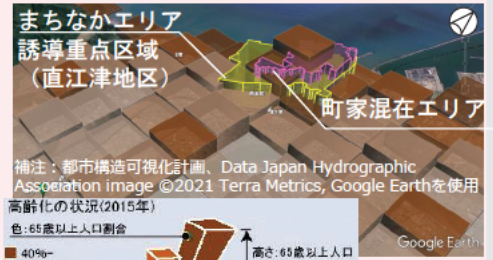 まちなかエリア
誘導重点区域
（直江津地区）
町家混在エリア
補注：都市構造可視化計画、Data Japan Hydrographic
Association image ©2021 Terra Metrics, Google Earthを使用
高齢化の状況(2015年)
色:65歳以上人口割合
40%-
高さ:65歳以上人口
Google Earth